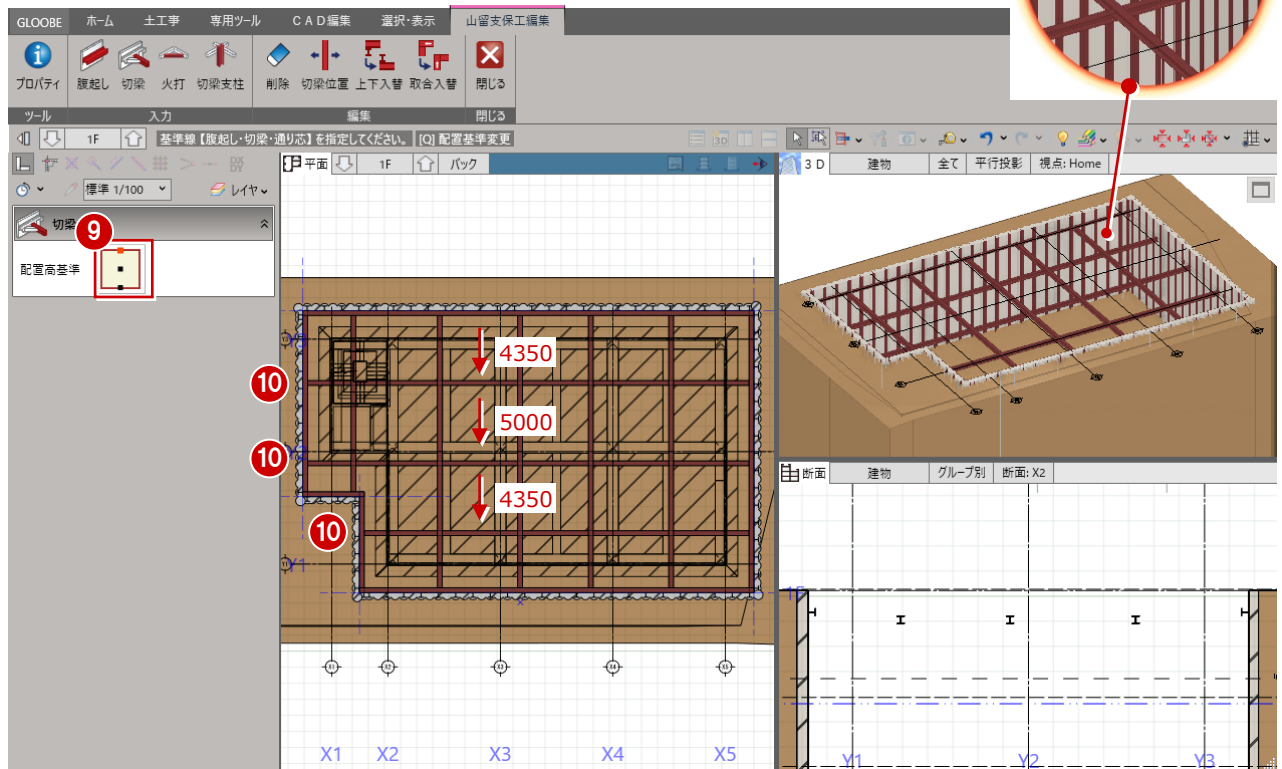 GLOOBE ホーム 土工事 専用ツール ＣＡＤ編集 選択･表示 山留支保工編集
プロパティ 腹起し 切梁 火打 切梁支柱 削除 切梁位置 上下入替 取合入替 閉じる
ツール 入力 編集 閉じる
1F 基準線【腹起し･切梁･通り芯】を指定してください。 [Q] 配置基準変更
3D
標準 1/100 レイヤ
切梁
9
配置高基準
平面 1F バック
4350
10
5000
10
4350
10
Y1
X1 X2 X3 X4 X5
X1 X2 X3 X4 X5
3 D 建物 全て 平行投影 視点: Home
断面 建物 グループ別 断面: X2
1F
Y1 Y2 Y3